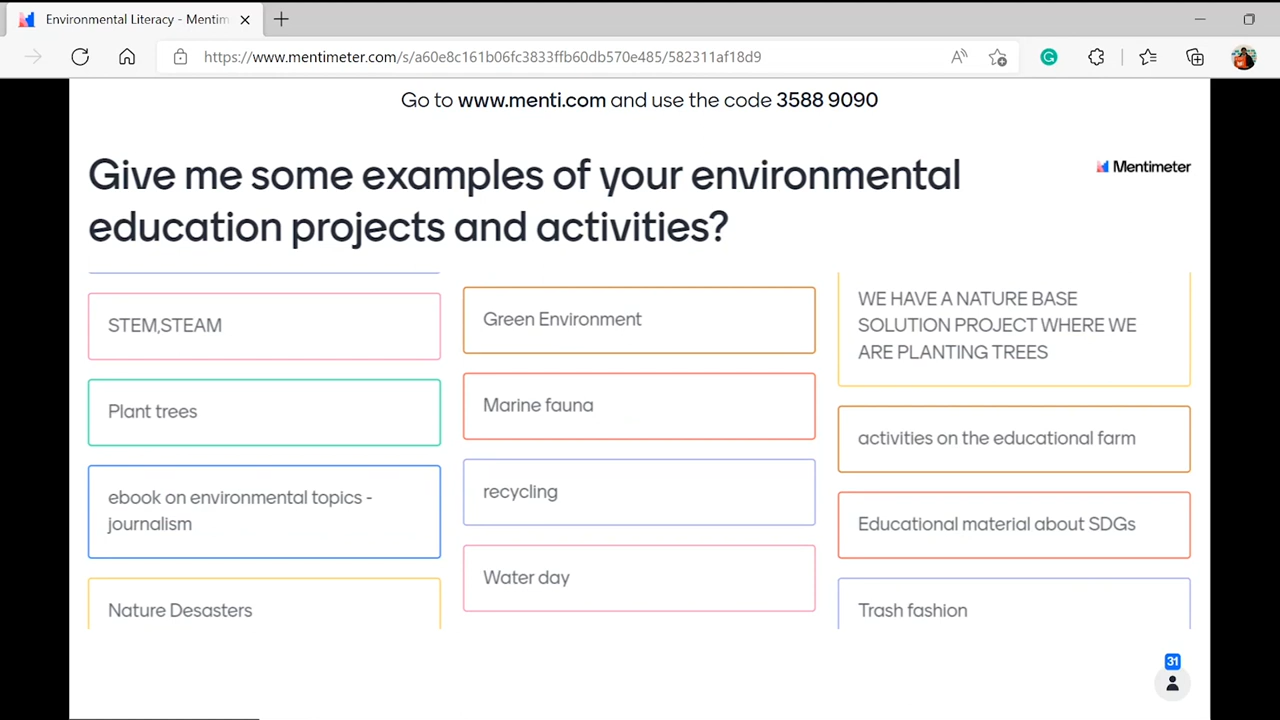 Environmental Literacy - Mentim
https://www.mentimeter.com/s/a60e8c161b06fc3833ffb60db570e485/582311af18d9
Go to www.menti.com and use the code 3588 9090
Give me some examples of your environmental
education projects and activities?
Mentimeter
STEM,STEAM
Plant trees
ebook on environmental topics -
journalism
Nature Desasters
Green Environment
Marine fauna
recycling
Water day
WE HAVE A NATURE BASE
SOLUTION PROJECT WHERE WE
ARE PLANTING TREES
activities on the educational farm
Educational material about SDGs
Trash fashion
31